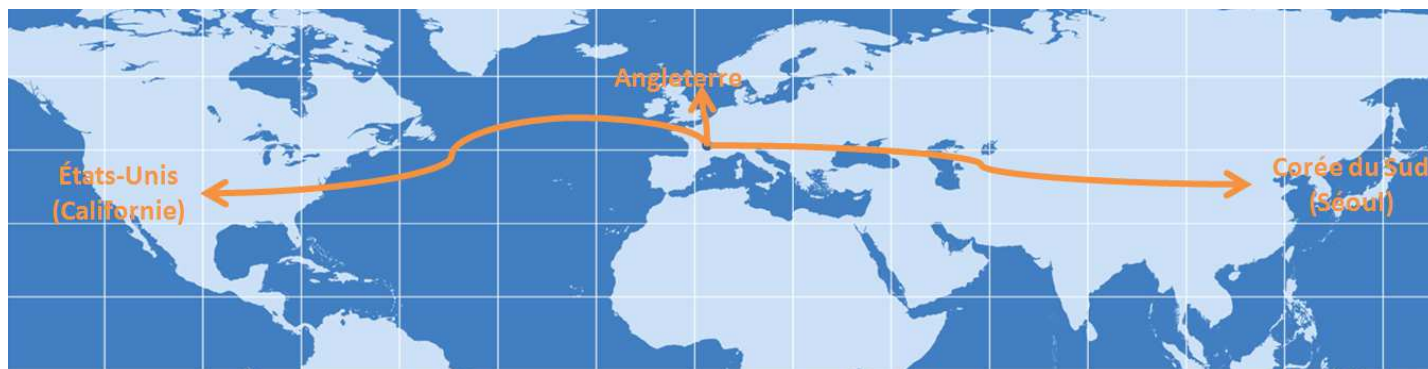 Angleterre
États-Unis
(Californie)
Corée du Sud
(Séoul)